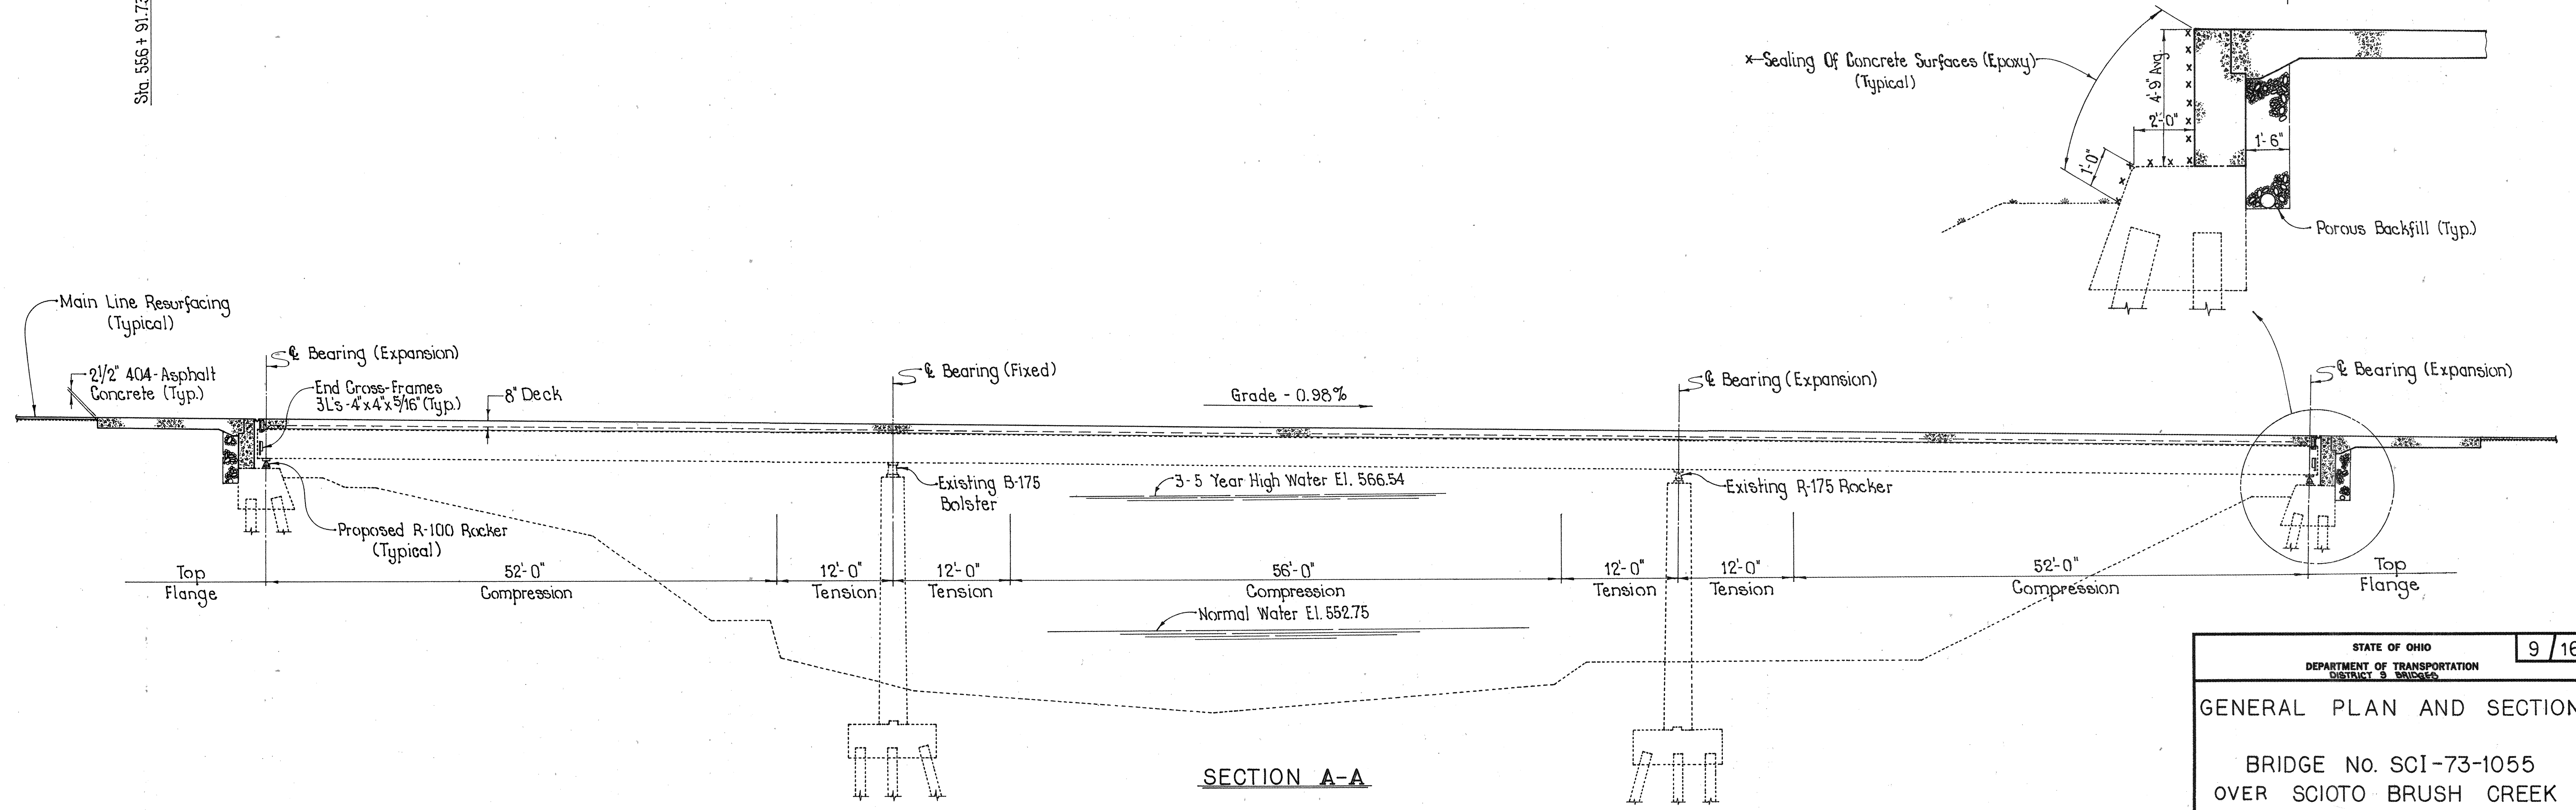 Sta. 556+91.73
x-Sealing Of Concrete Surfaces (Epoxy)
(Typical)
4'-9" Avg.
2'-0"
1'-0"
1'-6"
Porous Backfill (Typ.)
Main Line Resurfacing
(Typical)
2 1/2" 404-Asphalt
Concrete (Typ.)
℄ Bearing (Expansion)
End Cross-Frames
3L's-4"x4"x5/16" (Typ.)
8" Deck
℄ Bearing (Fixed)
Grade - 0.98%
℄ Bearing (Expansion)
℄ Bearing (Expansion)
Existing B-175
Bolster
3-5 Year High Water El. 566.54
Existing R-175 Rocker
Proposed R-100 Rocker
(Typical)
Top
Flange
52'-0"
Compression
12'-0"
Tension
12'-0"
Tension
56'-0"
Compression
12'-0"
Tension
12'-0"
Tension
52'-0"
Compression
Top
Flange
Normal Water El. 552.75
SECTION A-A
STATE OF OHIO
DEPARTMENT OF TRANSPORTATION
DISTRICT 9 BRIDGES
9/16
GENERAL PLAN AND SECTION
BRIDGE No. SCI-73-1055
OVER SCIOTO BRUSH CREEK